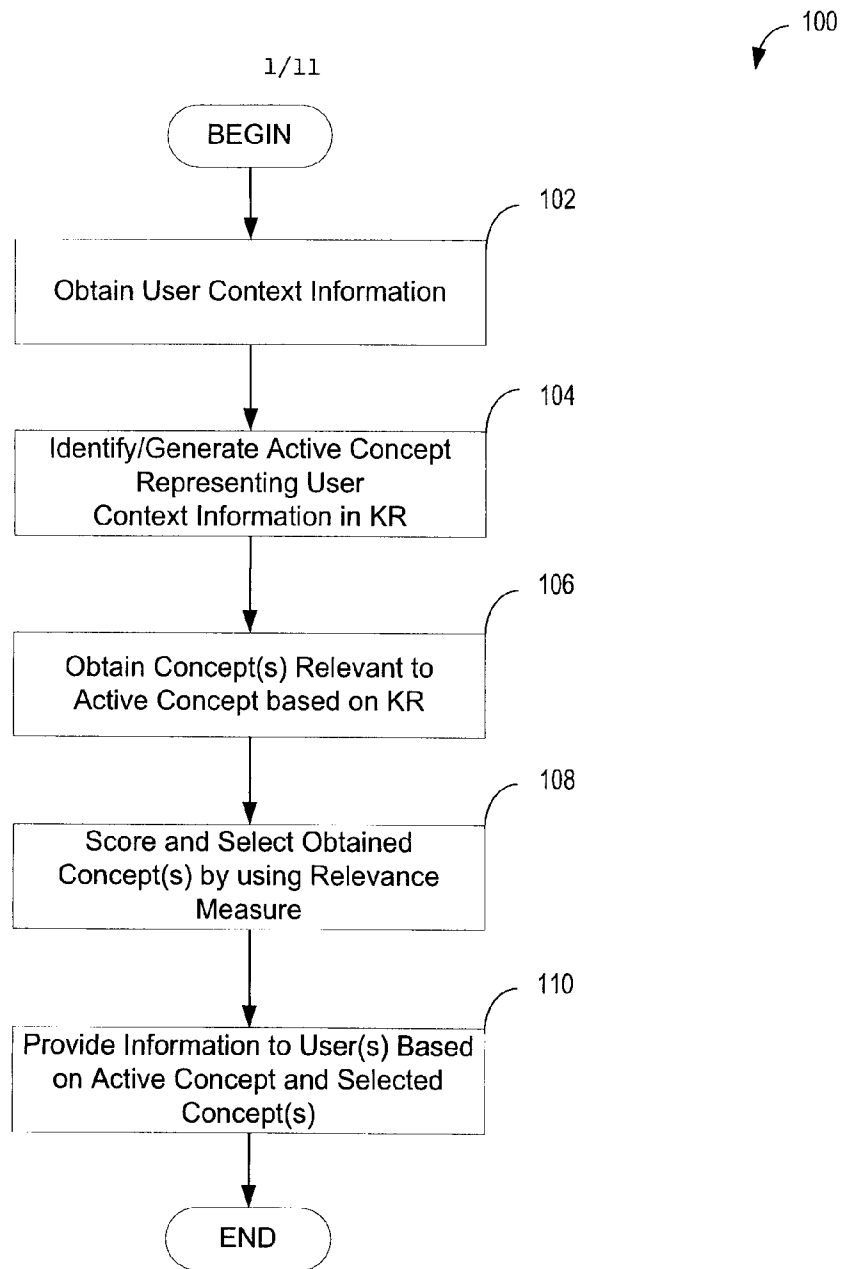 100
1/11
BEGIN
102
Obtain User Context Information
104
Identify/Generate Active Concept
Representing User
Context Information in KR
106
Obtain Concept(s) Relevant to
Active Concept based on KR
108
Score and Select Obtained
Concept(s) by using Relevance
Measure
110
Provide Information to User(s) Based
on Active Concept and Selected
Concept(s)
END